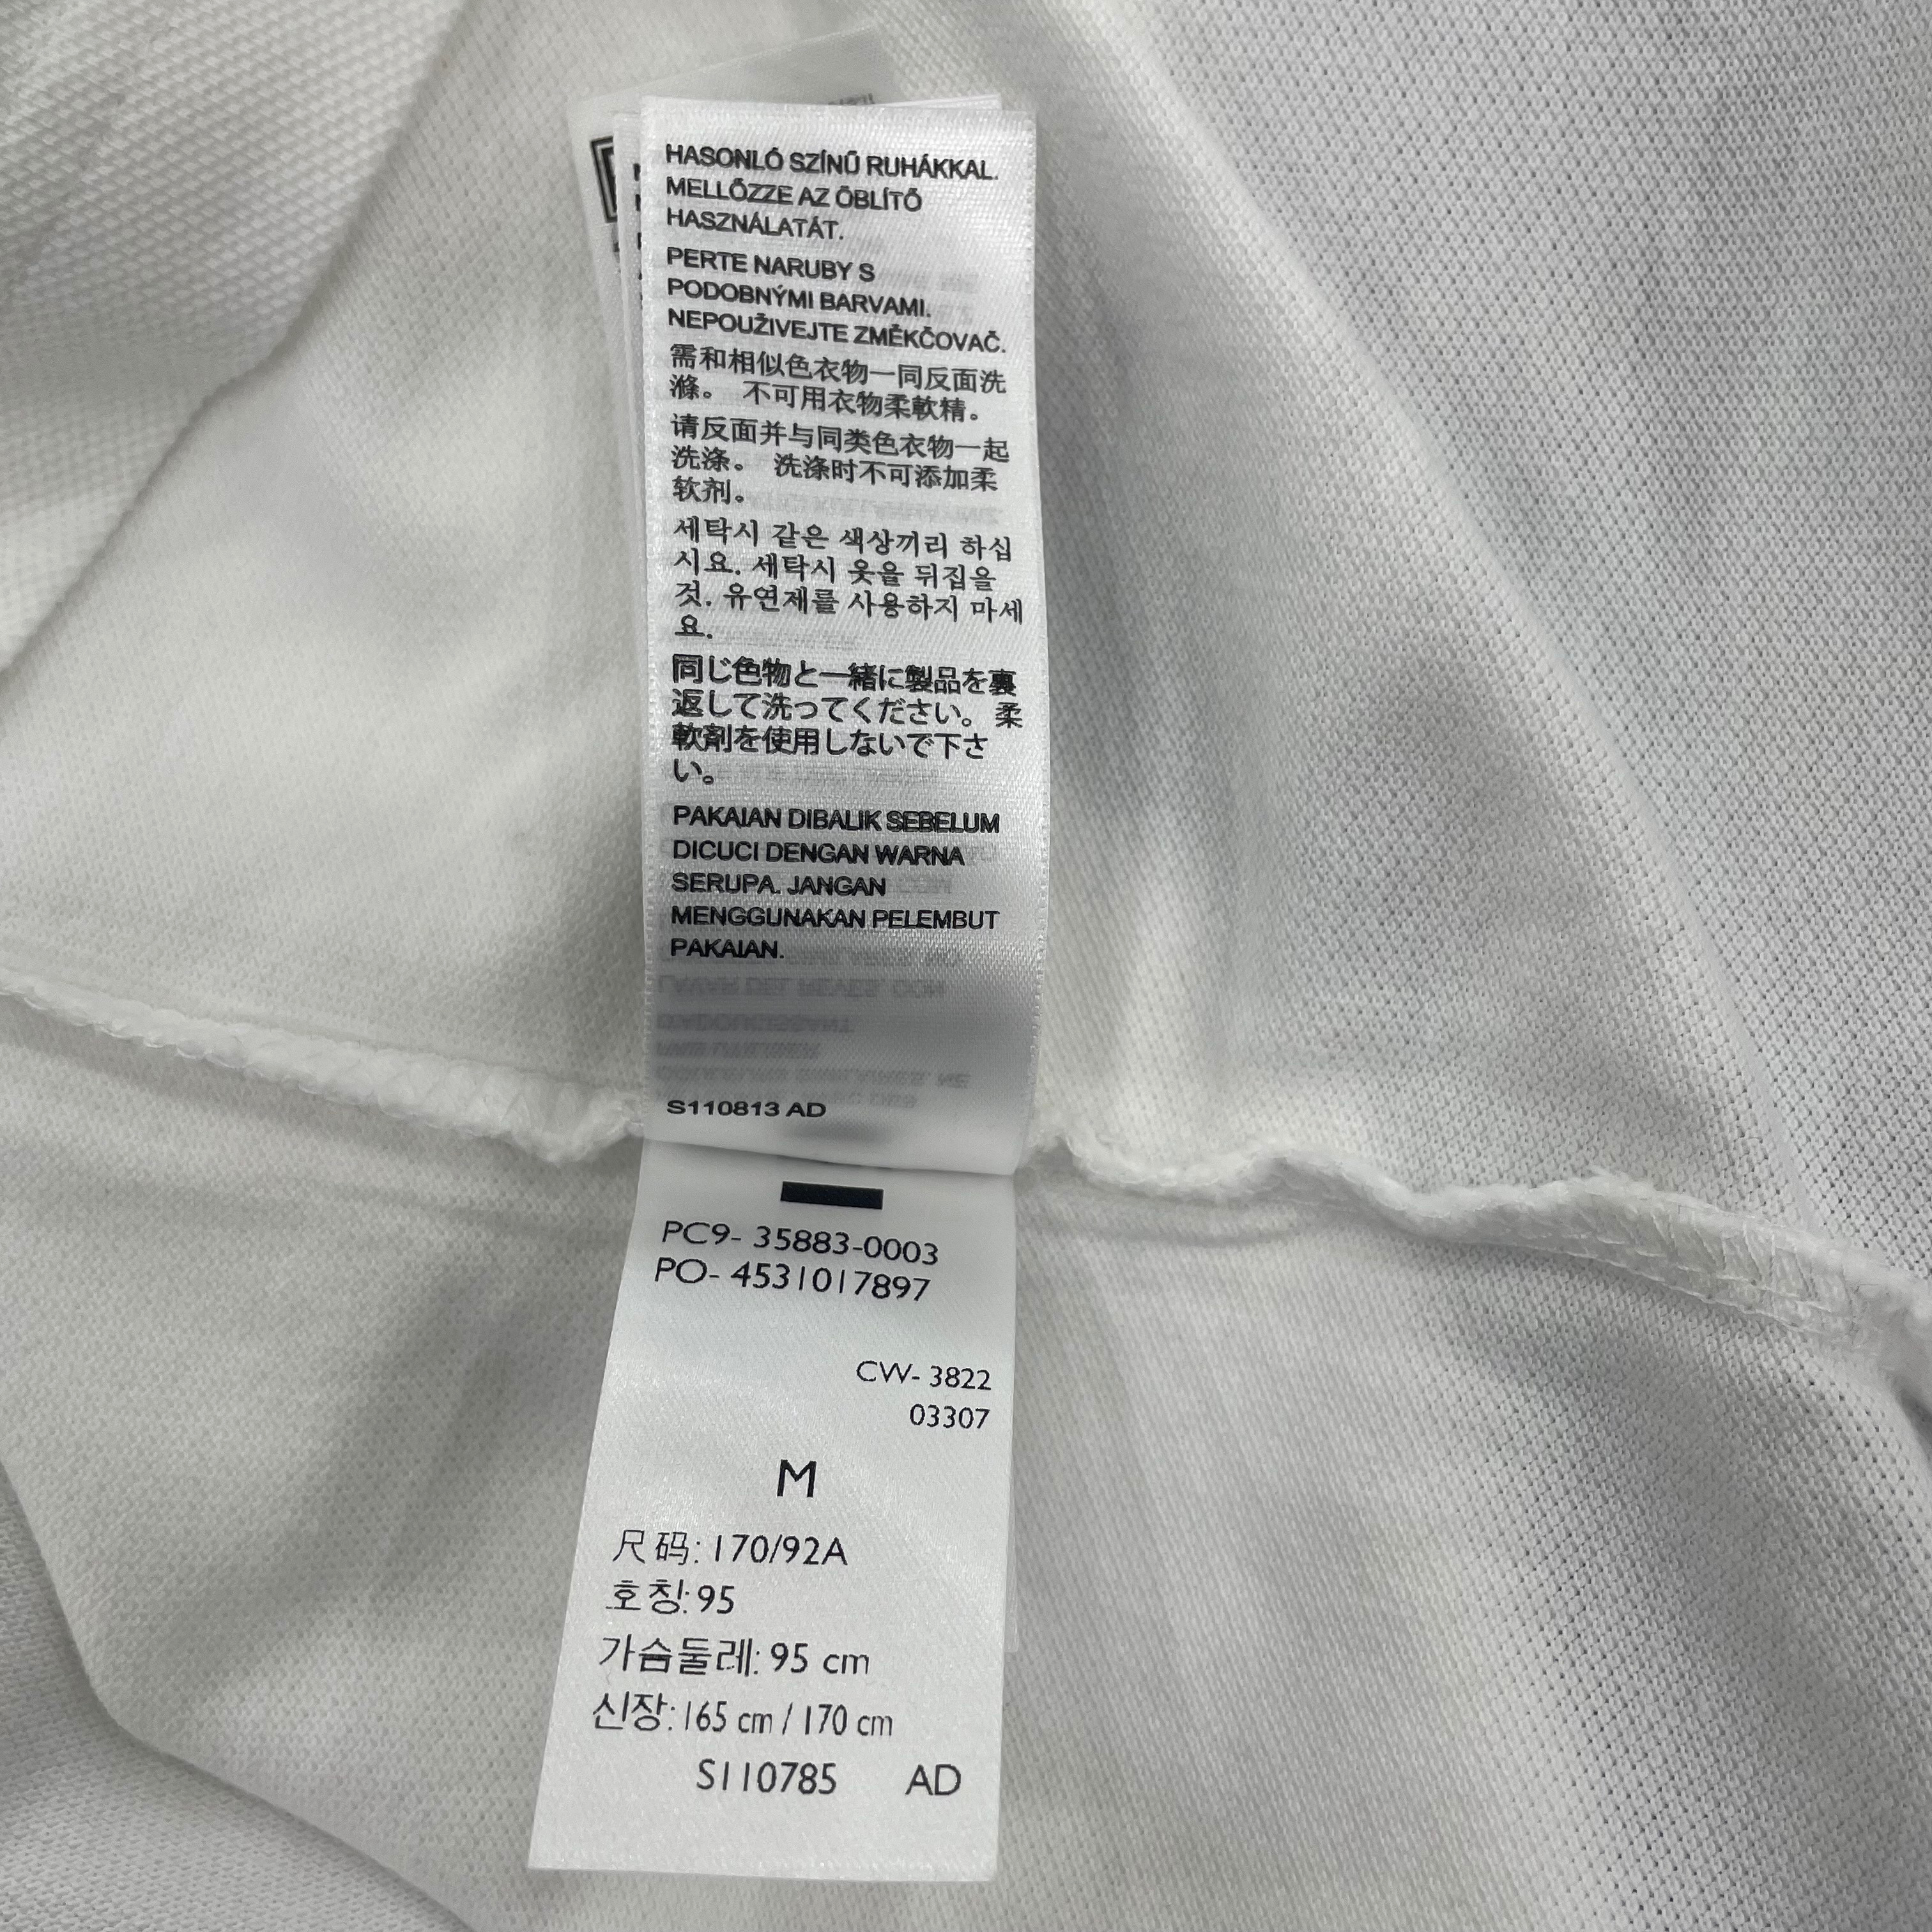 HASONLÓ SZÍNŰ RUHÁKKAL.
MELLŐZZE AZ ÖBLÍTŐ
HASZNÁLATÁT.
PERTE NARUBY S
PODOBNÝMI BARVAMI.
NEPOUŽIVEJTE ZMĚKČOVAČ.
需和相似色衣物一同反面洗
滌。 不可用衣物柔軟精。
请反面并与同类色衣物一起
洗涤。 洗涤时不可添加柔
软剂。
세탁시 같은 색상끼리 하십
시요. 세탁시 옷을 뒤집을
것. 유연제를 사용하지 마세
요.
同じ色物と一緒に製品を裏
返して洗ってください。 柔
軟剤を使用しないで下さ
い。
PAKAIAN DIBALIK SEBELUM
DICUCI DENGAN WARNA
SERUPA. JANGAN
MENGGUNAKAN PELEMBUT
PAKAIAN.
S110813 AD
PC9- 35883-0003
PO- 4531017897
CW- 3822
03307
M
尺码: 170/92A
호칭: 95
가슴둘레: 95 cm
신장: 165 cm / 170 cm
S110785 AD